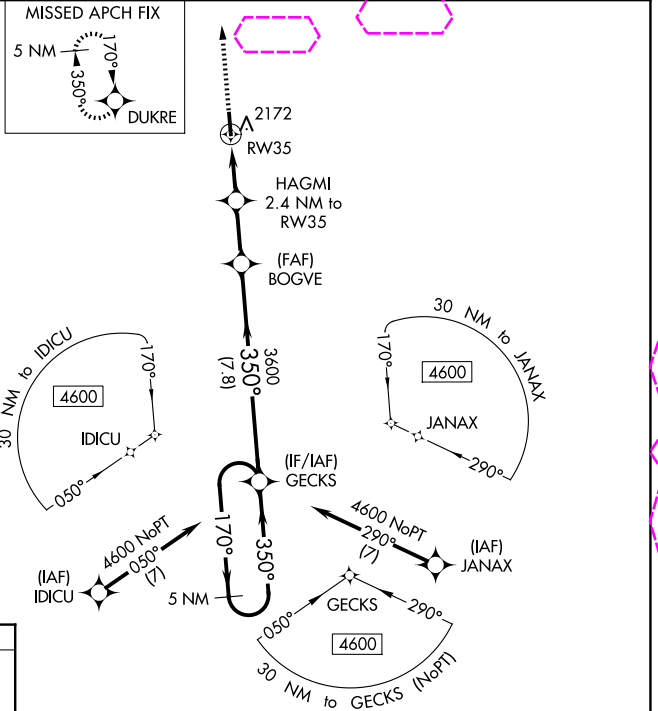 MISSED APCH FIX
5 NM
170°
350°
DUKRE
2172
RW35
HAGMI
2.4 NM to
RW35
(FAF)
BOGVE
3600
350°
(7.8)
30 NM to IDICU
170°
4600
IDICU
050°
30 NM to JANAX
170°
4600
JANAX
290°
(IF/IAF)
GECKS
170°
350°
5 NM
4600 NoPT
050°
(7)
(IAF)
IDICU
4600 NoPT
290°
(7)
(IAF)
JANAX
GECKS
050°
290°
4600
30 NM to GECKS (NoPT)